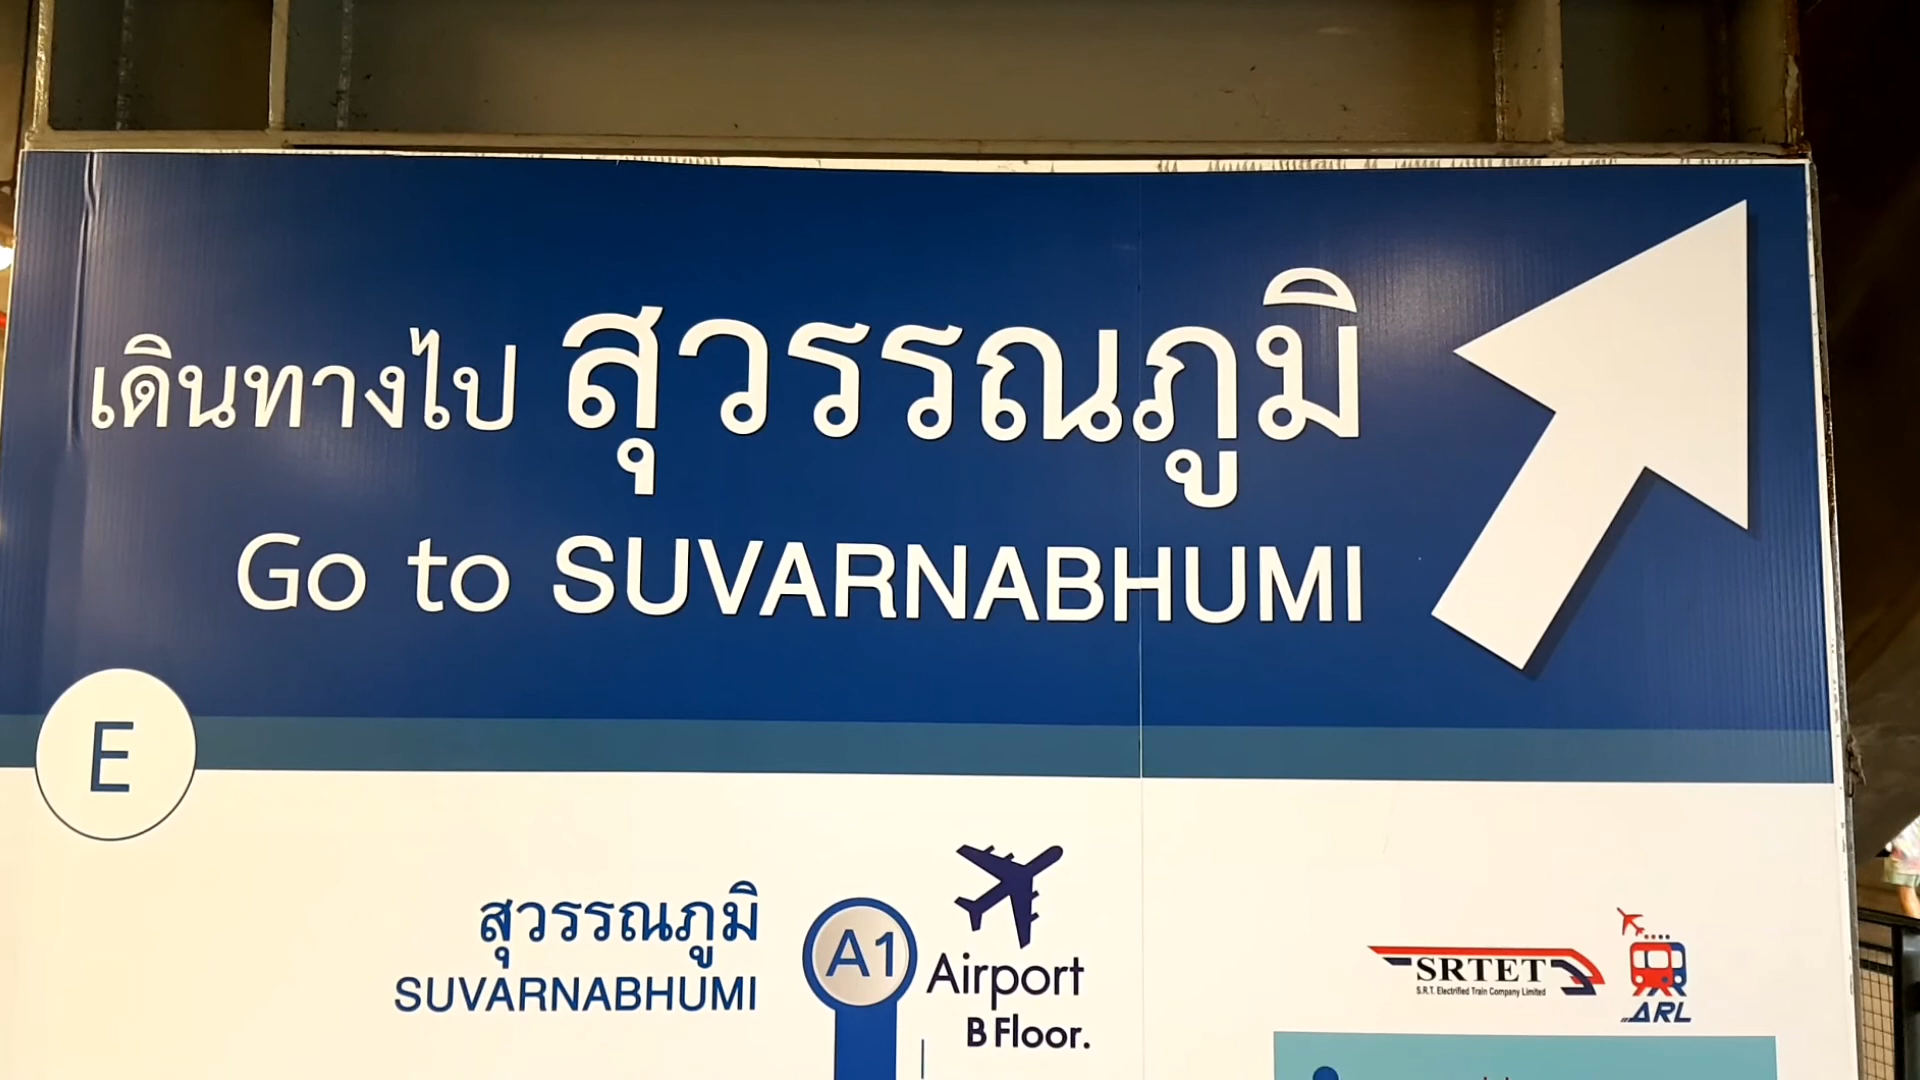 เดินทางไป สุวรรณภูมิ
Go to SUVARNABHUMI
E
สุวรรณภูมิ
SUVARNABHUMI
A1
Airport
B Floor.
SRTET
S.R.T. Electrified Train Company Limited
ARL